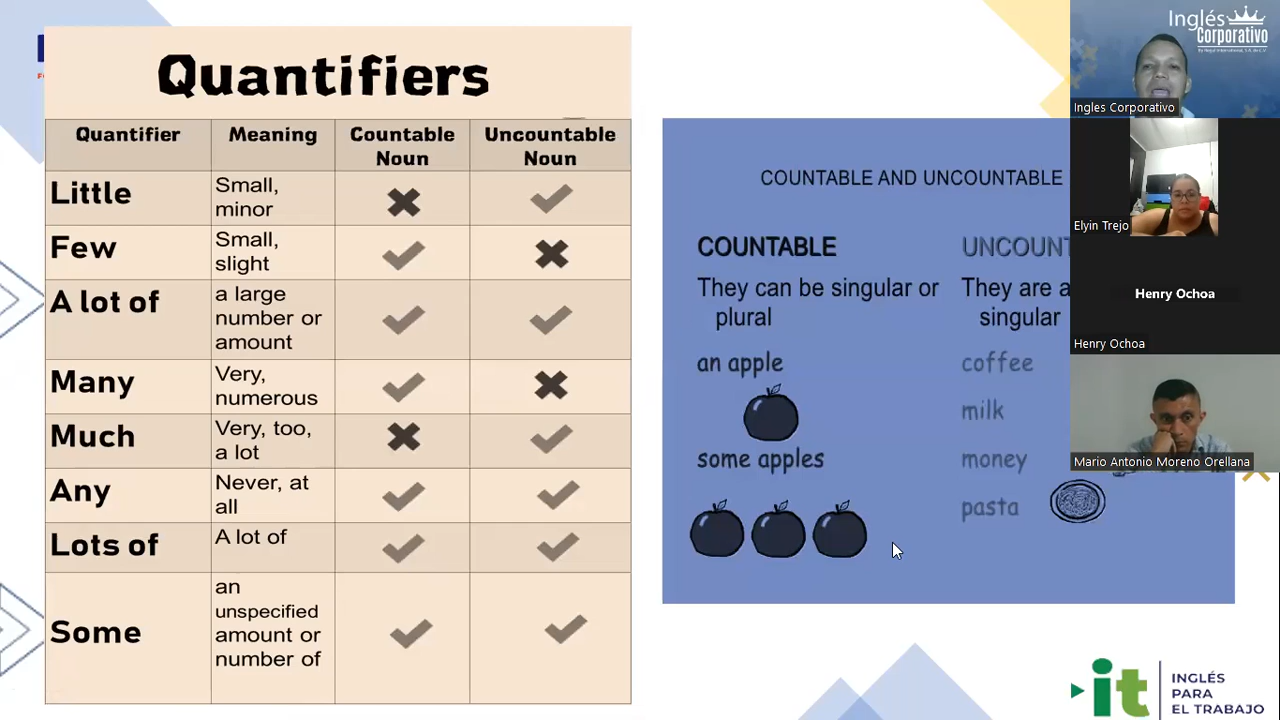 Quantifiers
Quantifier Meaning Countable Noun Uncountable Noun
Little Small, minor
Few Small, slight
A lot of a large number or amount
Many Very, numerous
Much Very, too, a lot
Any Never, at all
Lots of A lot of
Some an unspecified amount or number of
COUNTABLE AND UNCOUNTABLE
COUNTABLE
They can be singular or
plural
an apple
some apples
UNCOUNT
They are a
singular
coffee
milk
money
pasta
Inglés
Corporativo
Ingles Corporativo
Elyin Trejo
Henry Ochoa
Henry Ochoa
Mario Antonio Moreno Orellana
it
INGLÉS
PARA
EL TRABAJO